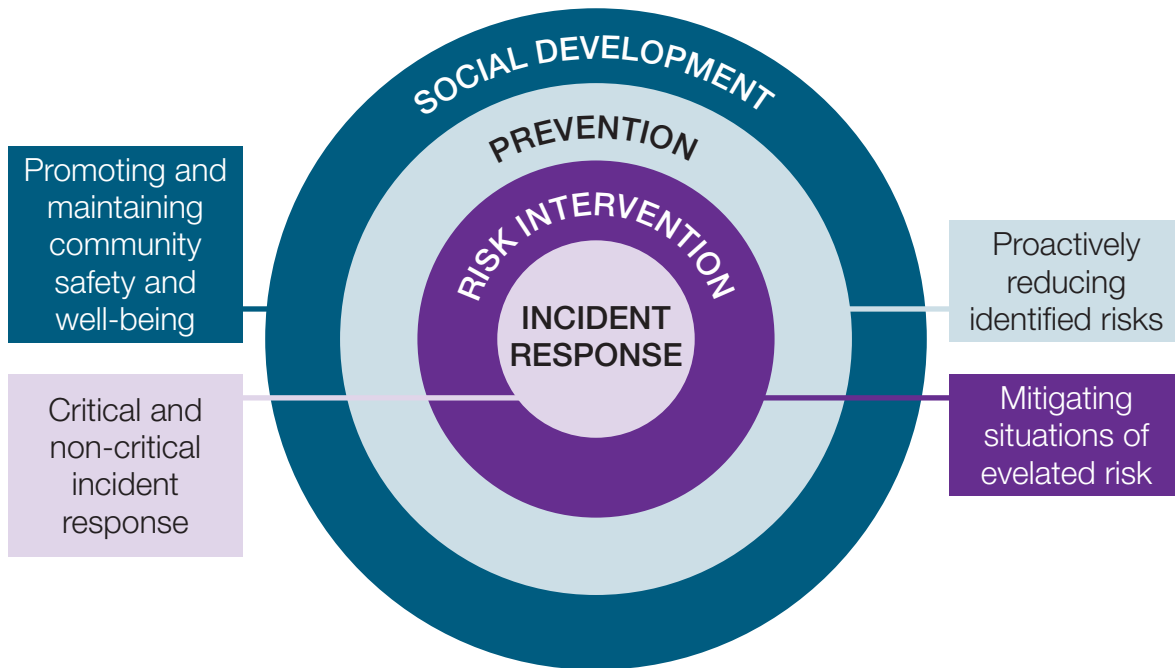 SOCIAL DEVELOPMENT
PREVENTION
RISK INTERVENTION
INCIDENT
RESPONSE
Promoting and
maintaining
community
safety and
well-being
Critical and
non-critical
incident
response
Proactively
reducing
identified risks
Mitigating
situations of
evelated risk